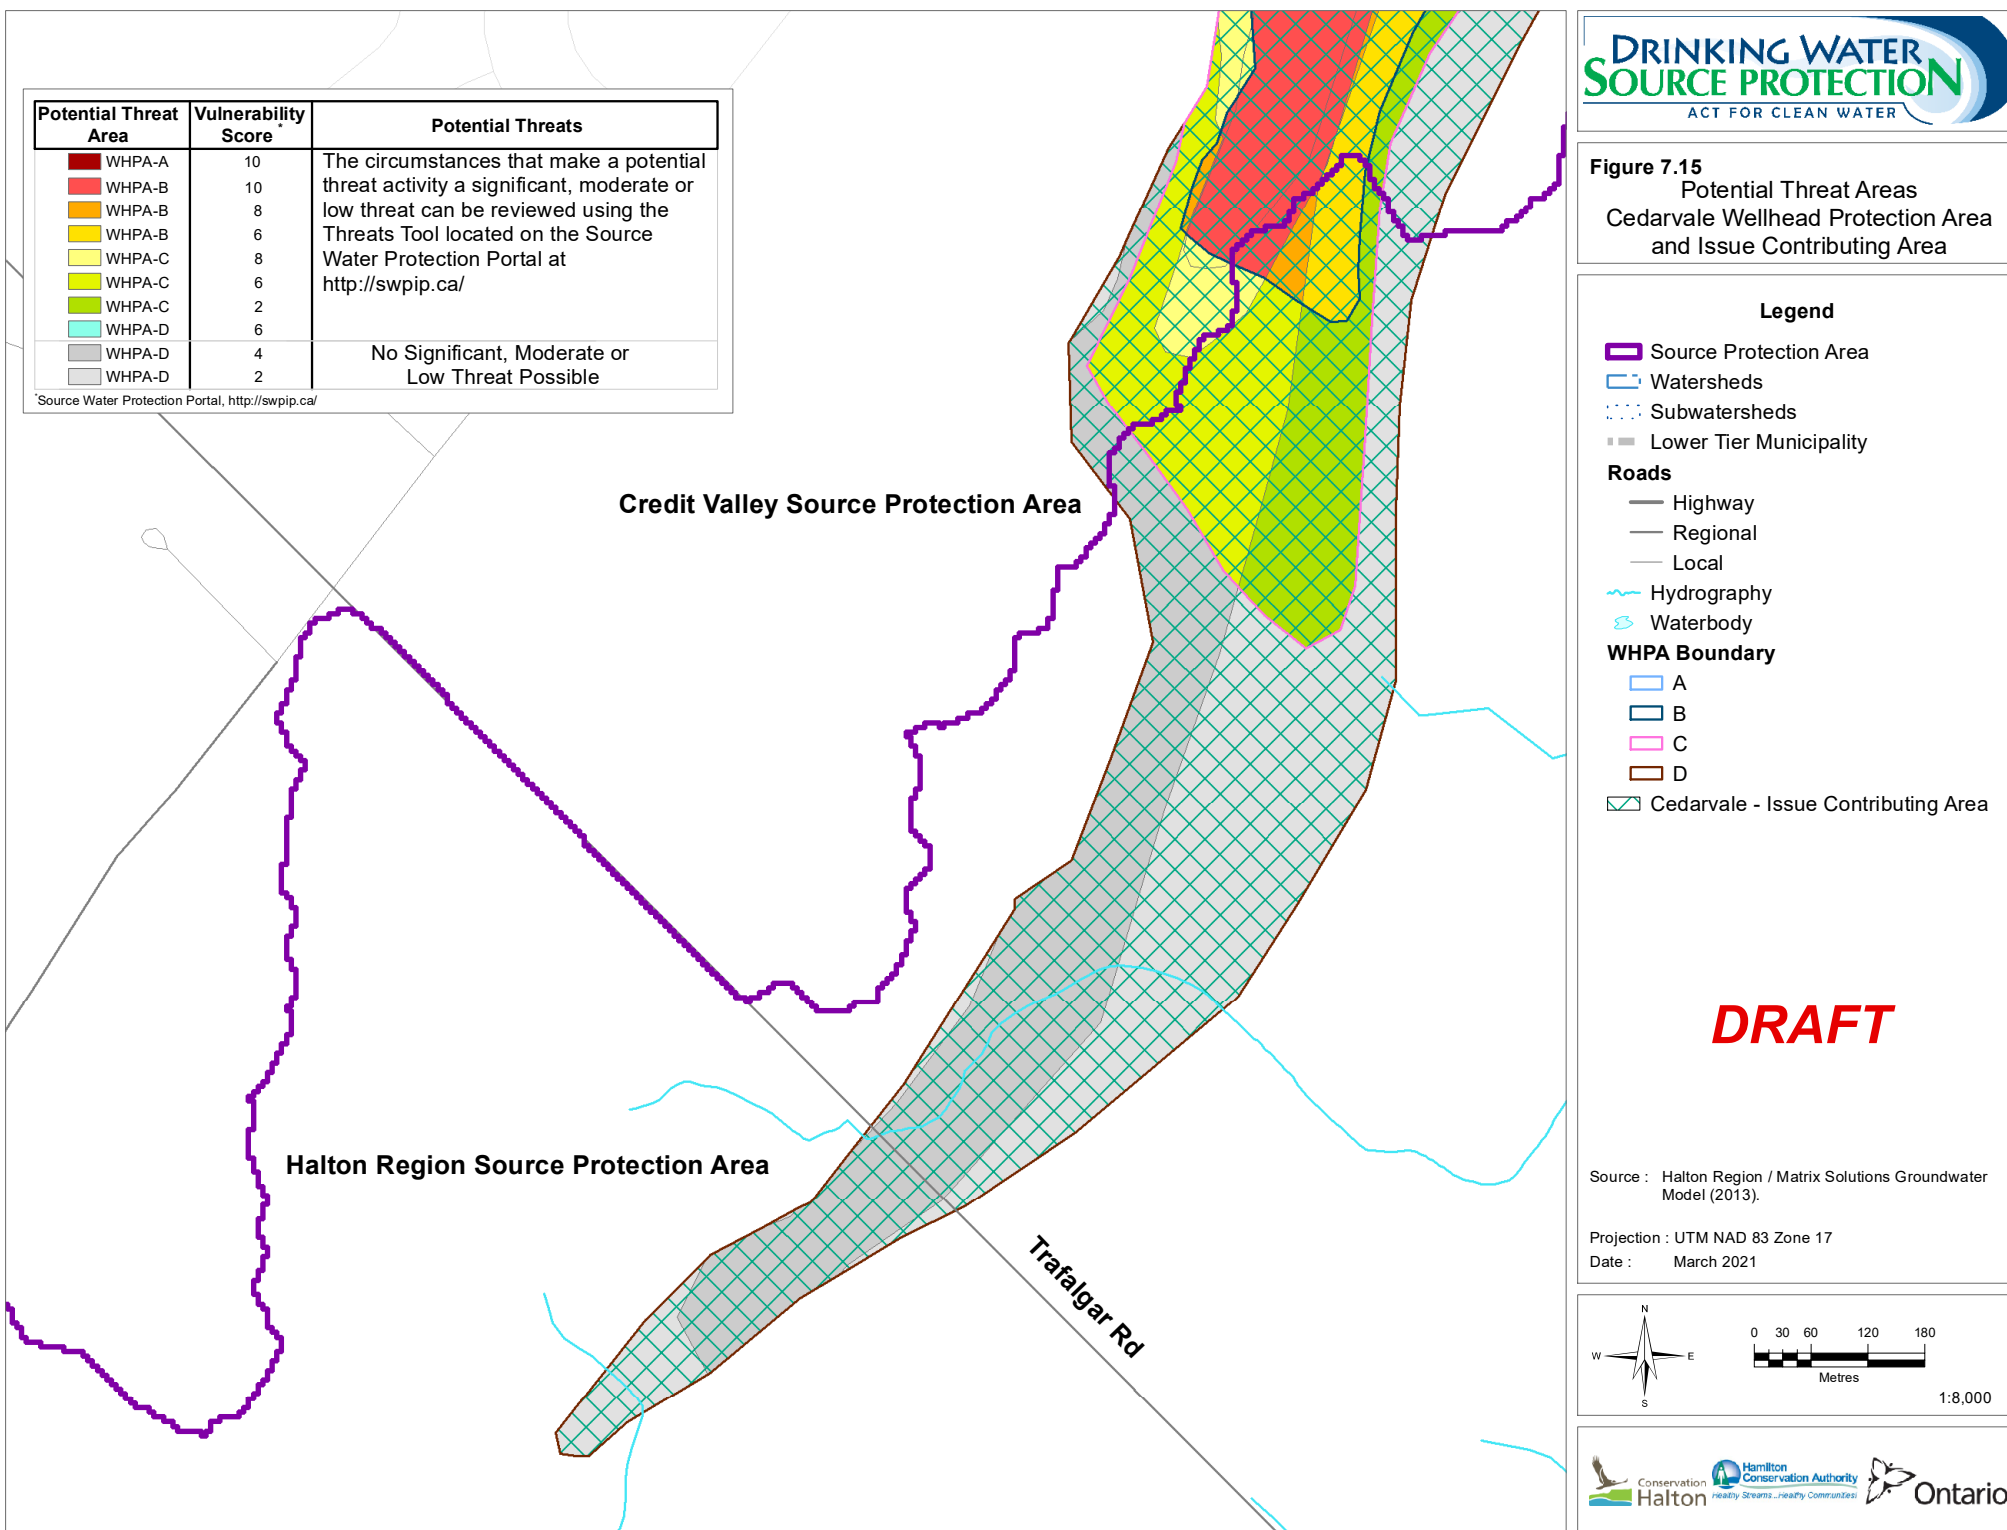 Potential Threat Area
Vulnerability Score *
Potential Threats
WHPA-A 10
WHPA-B 10
WHPA-B 8
WHPA-B 6
WHPA-C 8
WHPA-C 6
WHPA-C 2
WHPA-D 6
The circumstances that make a potential
threat activity a significant, moderate or
low threat can be reviewed using the
Threats Tool located on the Source
Water Protection Portal at
http://swpip.ca/
WHPA-D 4
WHPA-D 2
No Significant, Moderate or
Low Threat Possible
*Source Water Protection Portal, http://swpip.ca/
Credit Valley Source Protection Area
Halton Region Source Protection Area
Trafalgar Rd
DRINKING WATER
SOURCE PROTECTION
ACT FOR CLEAN WATER
Figure 7.15
Potential Threat Areas
Cedarvale Wellhead Protection Area
and Issue Contributing Area
Legend
Source Protection Area
Watersheds
Subwatersheds
Lower Tier Municipality
Roads
Highway
Regional
Local
Hydrography
Waterbody
WHPA Boundary
A
B
C
D
Cedarvale - Issue Contributing Area
DRAFT
Source : Halton Region / Matrix Solutions Groundwater
Model (2013).
Projection : UTM NAD 83 Zone 17
Date : March 2021
N
W E
S
0 30 60 120 180
Metres
1:8,000
Conservation
Halton
Hamilton
Conservation Authority
Healthy Streams...Healthy Communities!
Ontario